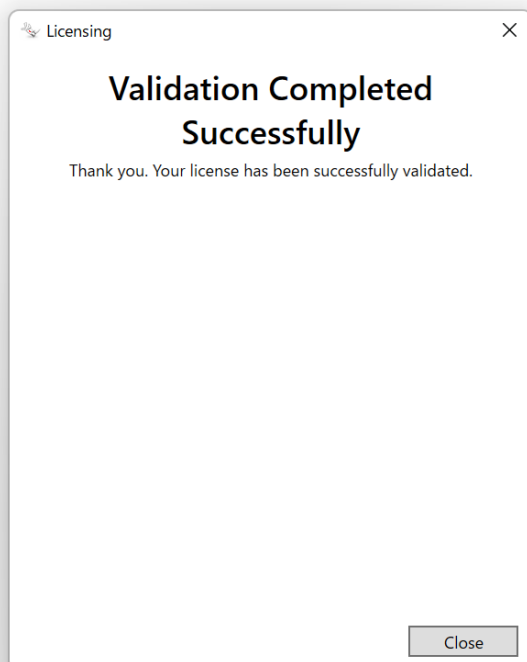 Licensing
Validation Completed
Successfully
Thank you. Your license has been successfully validated.
Close